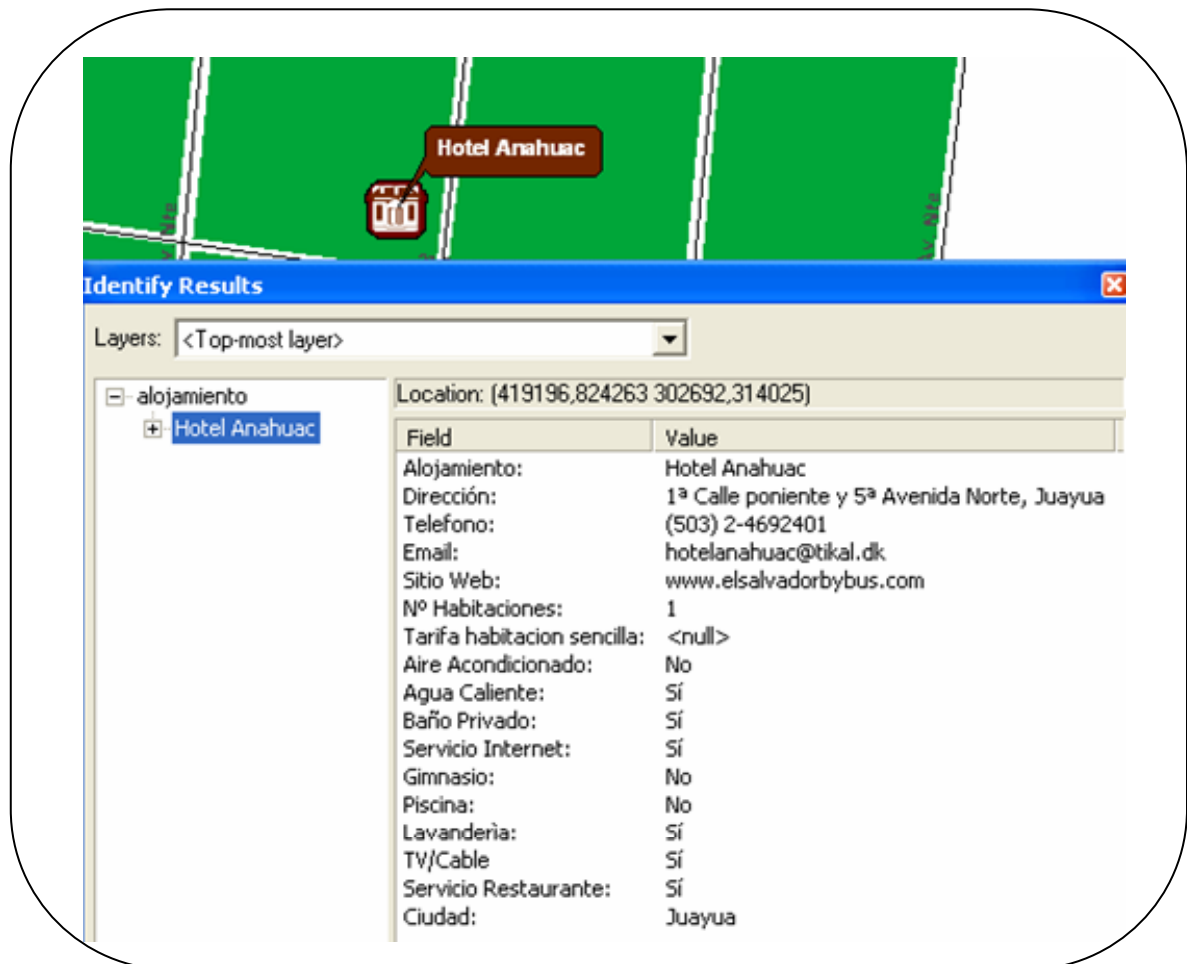 Hotel Anahuac
Av. Nte
Identify Results
Layers: <Top-most layer>
alojamiento
Hotel Anahuac
Location: (419196,824263 302692,314025)
Field Value
Alojamiento: Hotel Anahuac
Dirección: 1ª Calle poniente y 5ª Avenida Norte, Juayua
Telefono: (503) 2-4692401
Email: hotelanahuac@tikal.dk
Sitio Web: www.elsalvadorbybus.com
Nº Habitaciones: 1
Tarifa habitacion sencilla: <null>
Aire Acondicionado: No
Agua Caliente: Sí
Baño Privado: Sí
Servicio Internet: Sí
Gimnasio: No
Piscina: No
Lavanderìa: Sí
TV/Cable Sí
Servicio Restaurante: Sí
Ciudad: Juayua